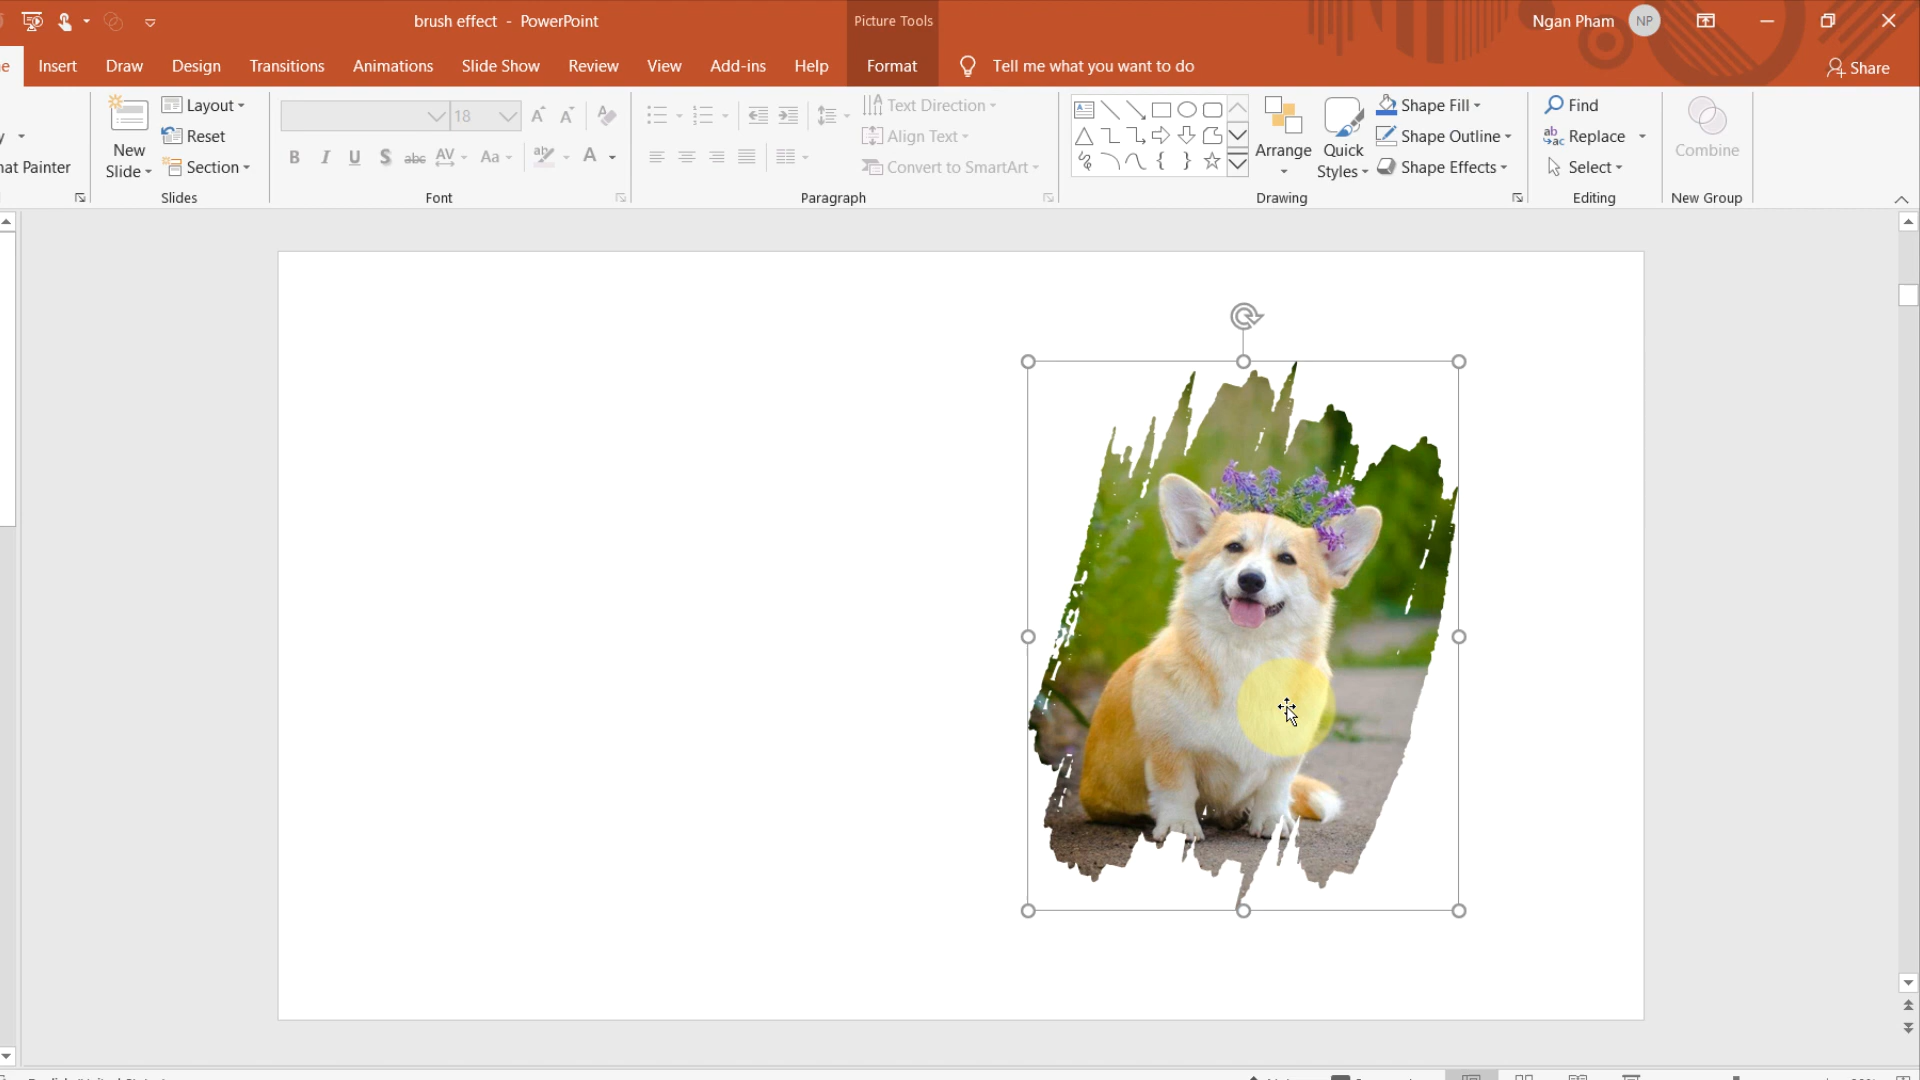 brush effect - PowerPoint
Picture Tools
Ngan Pham NP
Insert Draw Design Transitions Animations Slide Show Review View Add-ins Help Format Tell me what you want to do Share
New Slide
Layout
Reset
Section
Slides
18
B I U S abc AV Aa A
Font
Text Direction
Align Text
Convert to SmartArt
Paragraph
Arrange
Quick Styles
Shape Fill
Shape Outline
Shape Effects
Drawing
Find
Replace
Select
Editing
Combine
New Group
Painter